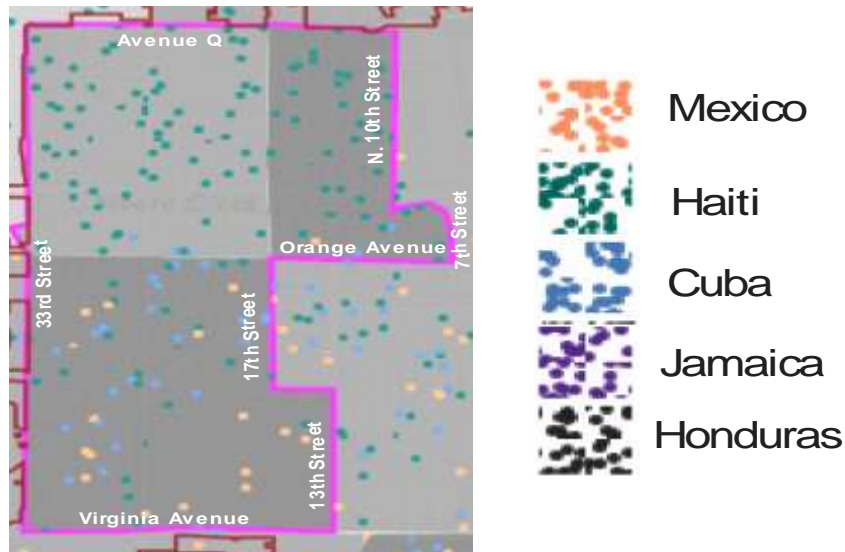 Avenue Q
N. 10th Street
7th Street
Orange Avenue
33rd Street
17th Street
13th Street
Virginia Avenue
Mexico
Haiti
Cuba
Jamaica
Honduras